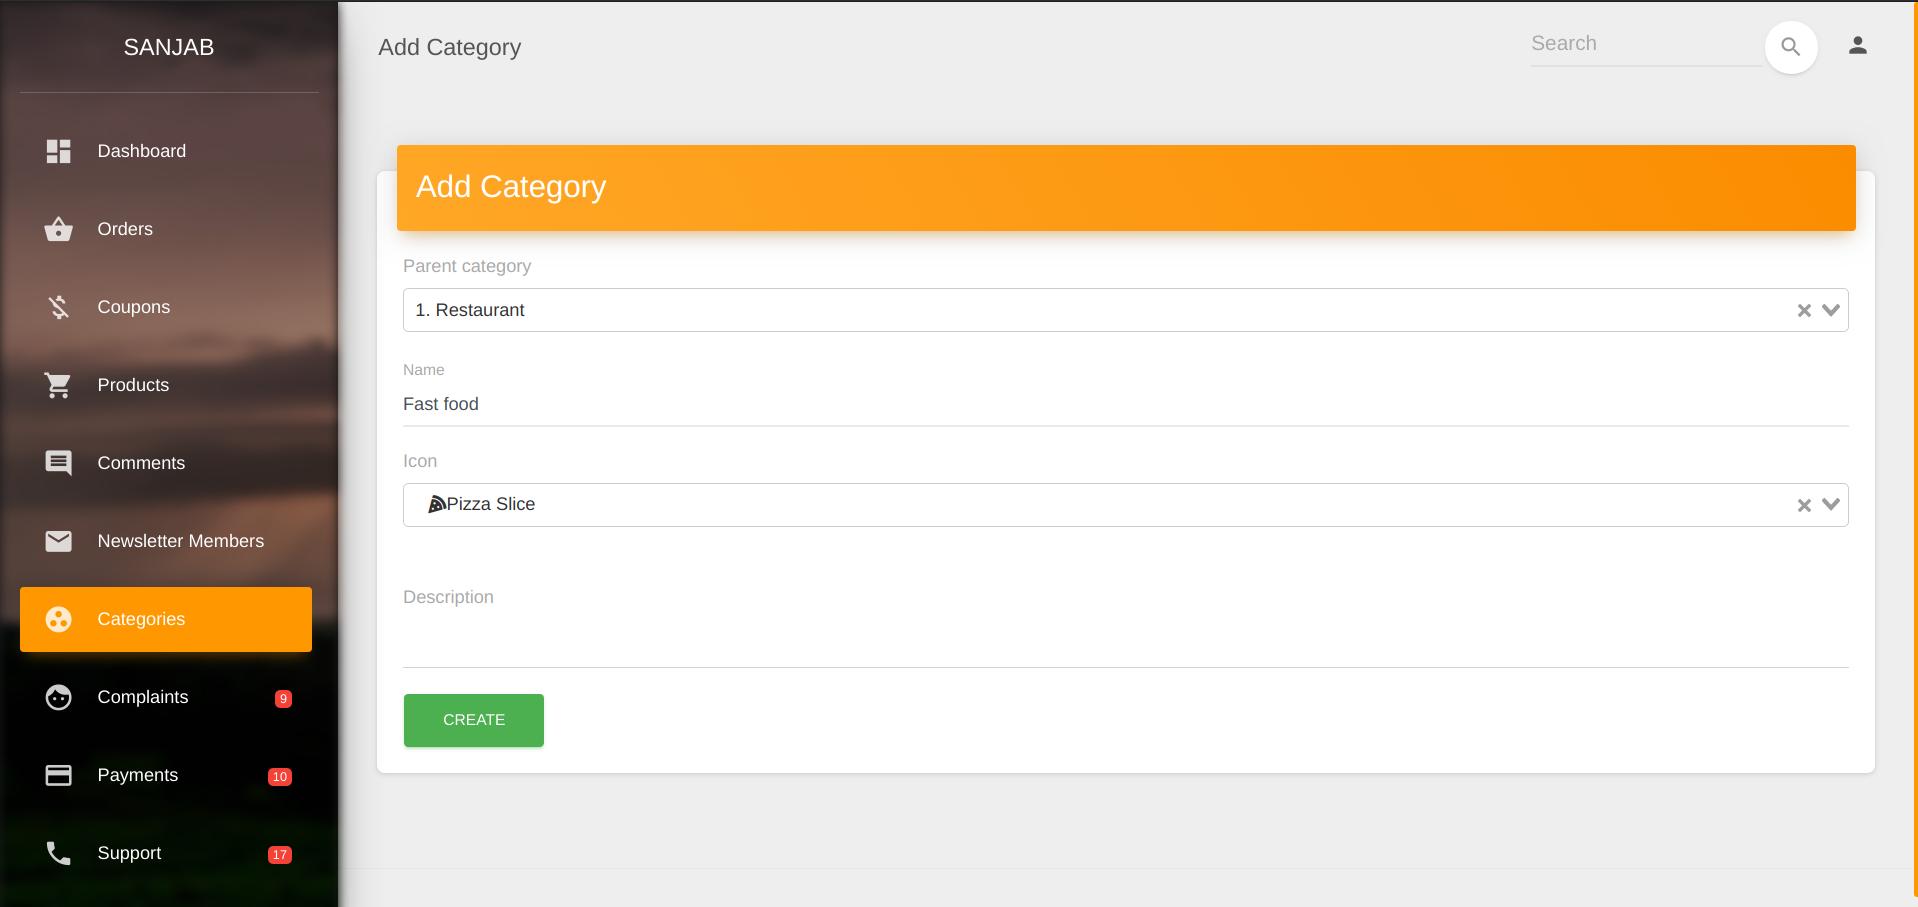 SANJAB
Dashboard
Orders
Coupons
Products
Comments
Newsletter Members
Categories
Complaints 9
Payments 10
Support 17
Add Category
Search
Add Category
Parent category
1. Restaurant
Name
Fast food
Icon
Pizza Slice
Description
CREATE